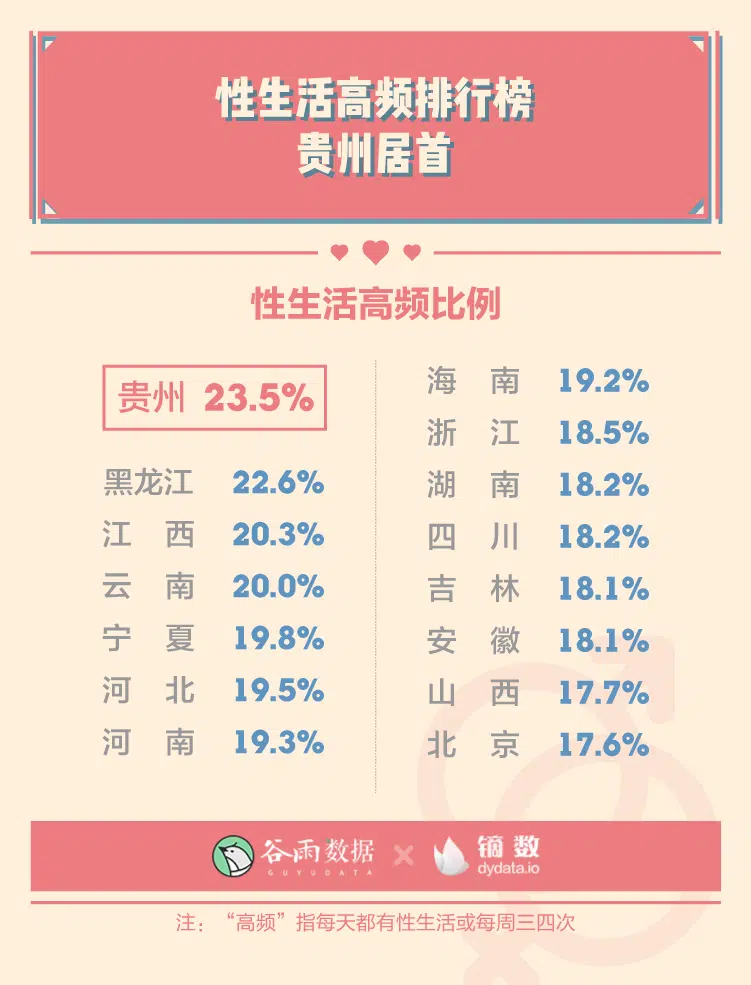 性生活高频排行榜
贵州居首
性生活高频比例
贵州 23.5%
黑龙江 22.6%
江西 20.3%
云南 20.0%
宁夏 19.8%
河北 19.5%
河南 19.3%
海南 19.2%
浙江 18.5%
湖南 18.2%
四川 18.2%
吉林 18.1%
安徽 18.1%
山西 17.7%
北京 17.6%
谷雨数据
GUYUDATA
×
镝数
dydata.io
注：“高频”指每天都有性生活或每周三四次